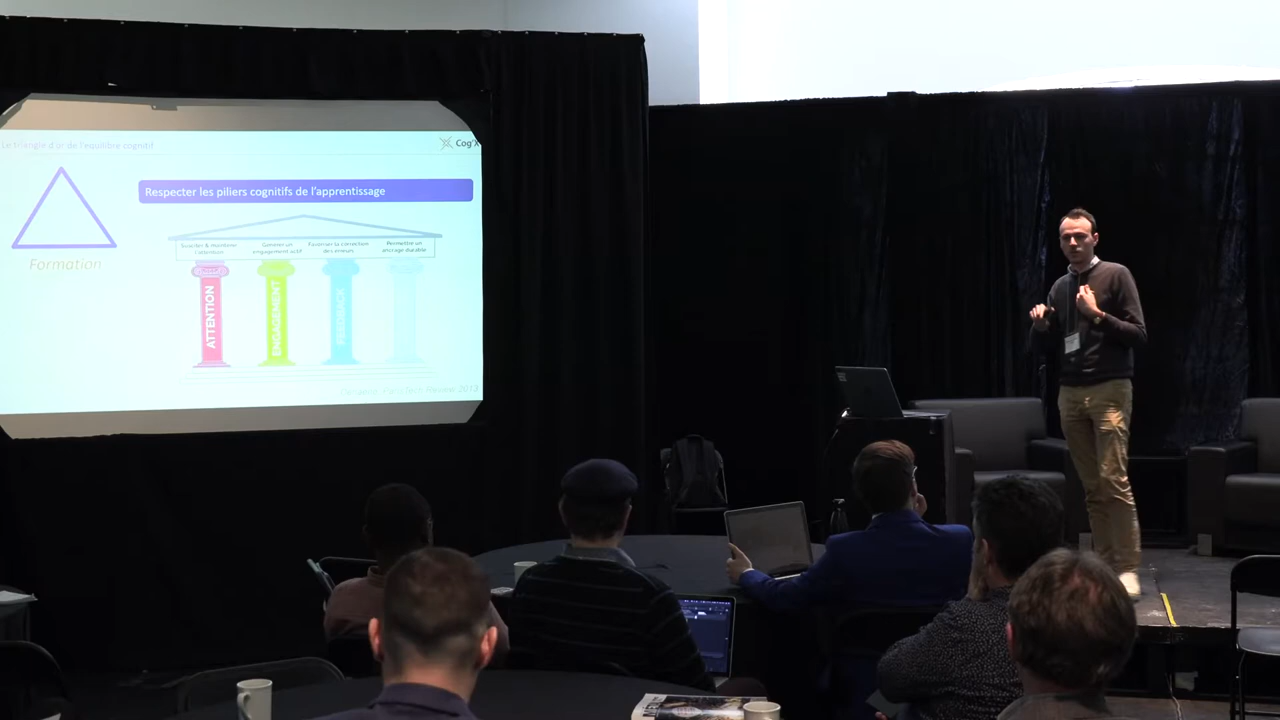 Le triangle d'or de l'équilibre cognitif
Cog'X
Respecter les piliers cognitifs de l'apprentissage
Formation
Susciter & maintenir
l'attention
Générer un
engagement actif
Favoriser la correction
des erreurs
Permettre un
ancrage durable
ATTENTION
ENGAGEMENT
FEEDBACK